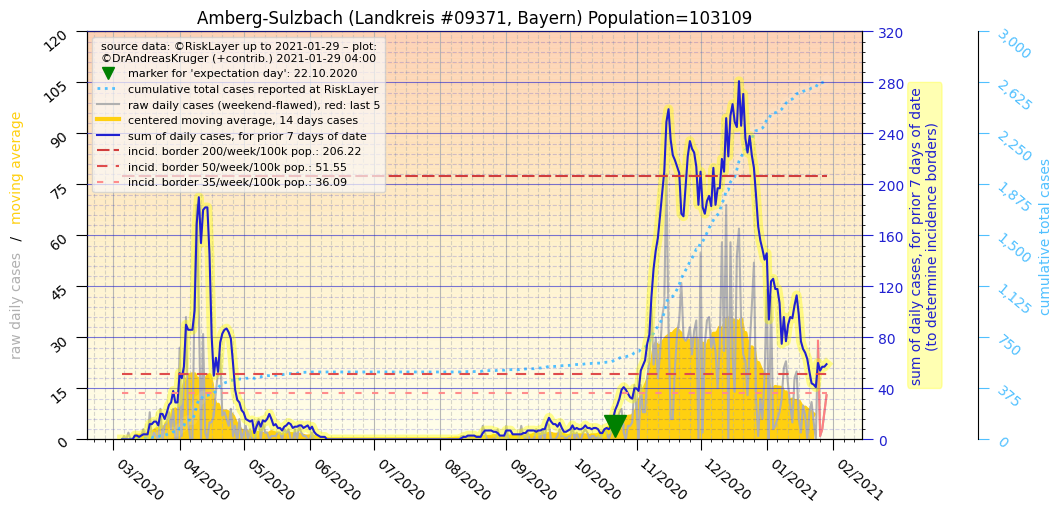 Amberg-Sulzbach (Landkreis #09371, Bayern) Population=103109
source data: ©RiskLayer up to 2021-01-29 – plot:
©DrAndreasKruger (+contrib.) 2021-01-29 04:00
marker for 'expectation day': 22.10.2020
cumulative total cases reported at RiskLayer
raw daily cases (weekend-flawed), red: last 5
centered moving average, 14 days cases
sum of daily cases, for prior 7 days of date
incid. border 200/week/100k pop.: 206.22
incid. border 50/week/100k pop.: 51.55
incid. border 35/week/100k pop.: 36.09
raw daily cases / moving average
120
105
90
75
60
45
30
15
0
03/2020
04/2020
05/2020
06/2020
07/2020
08/2020
09/2020
10/2020
11/2020
12/2020
01/2021
02/2021
320
280
240
200
160
120
80
40
0
sum of daily cases, for prior 7 days of date
(to determine incidence borders)
3,000
2,625
2,250
1,875
1,500
1,125
750
375
0
cumulative total cases